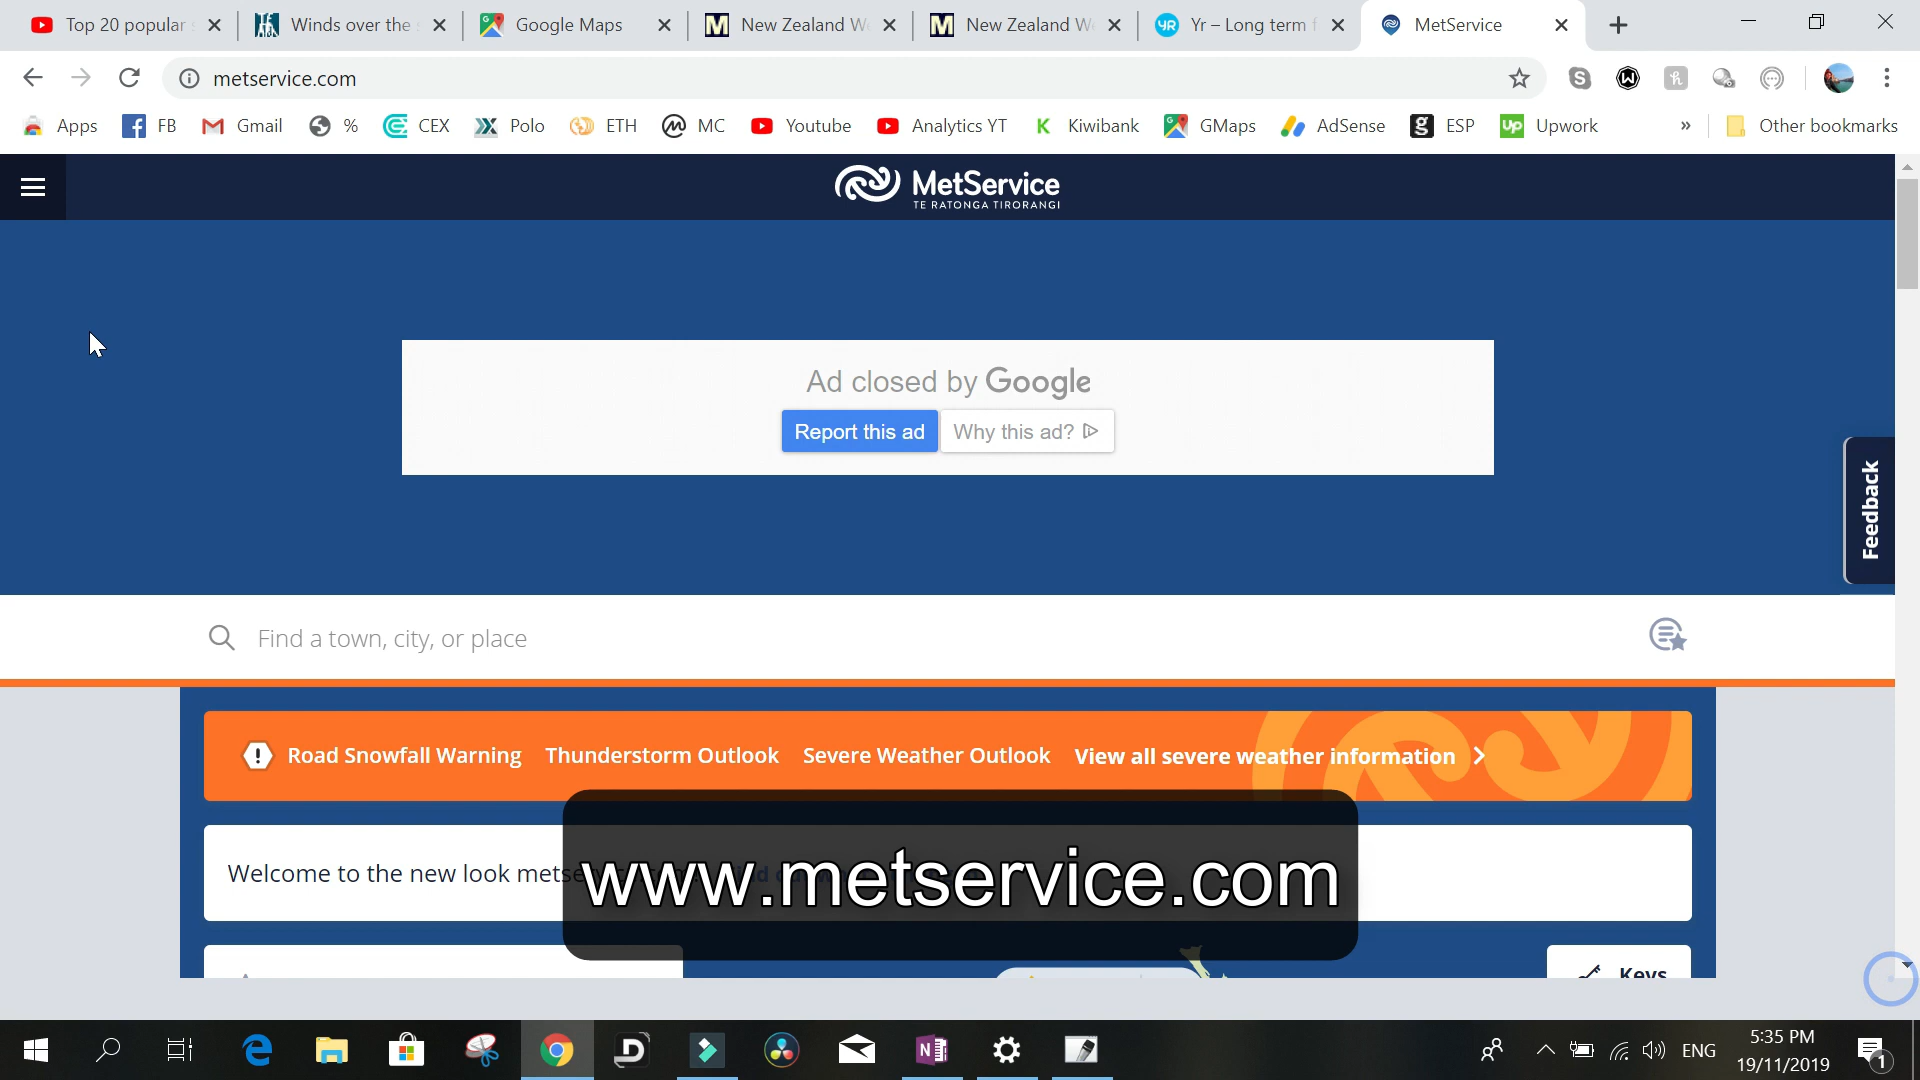 Top 20 popular
Winds over the
Google Maps
New Zealand We
New Zealand We
Yr – Long term f
MetService
metservice.com
Apps
FB
Gmail
%
CEX
Polo
ETH
MC
Youtube
Analytics YT
Kiwibank
GMaps
AdSense
ESP
Upwork
»
Other bookmarks
MetService
TE RATONGA TIRORANGI
Ad closed by Google
Report this ad
Why this ad?
Feedback
Find a town, city, or place
Road Snowfall Warning Thunderstorm Outlook Severe Weather Outlook View all severe weather information
Welcome to the new look
www.metservice.com
Keys
5:35 PM
ENG
19/11/2019
1